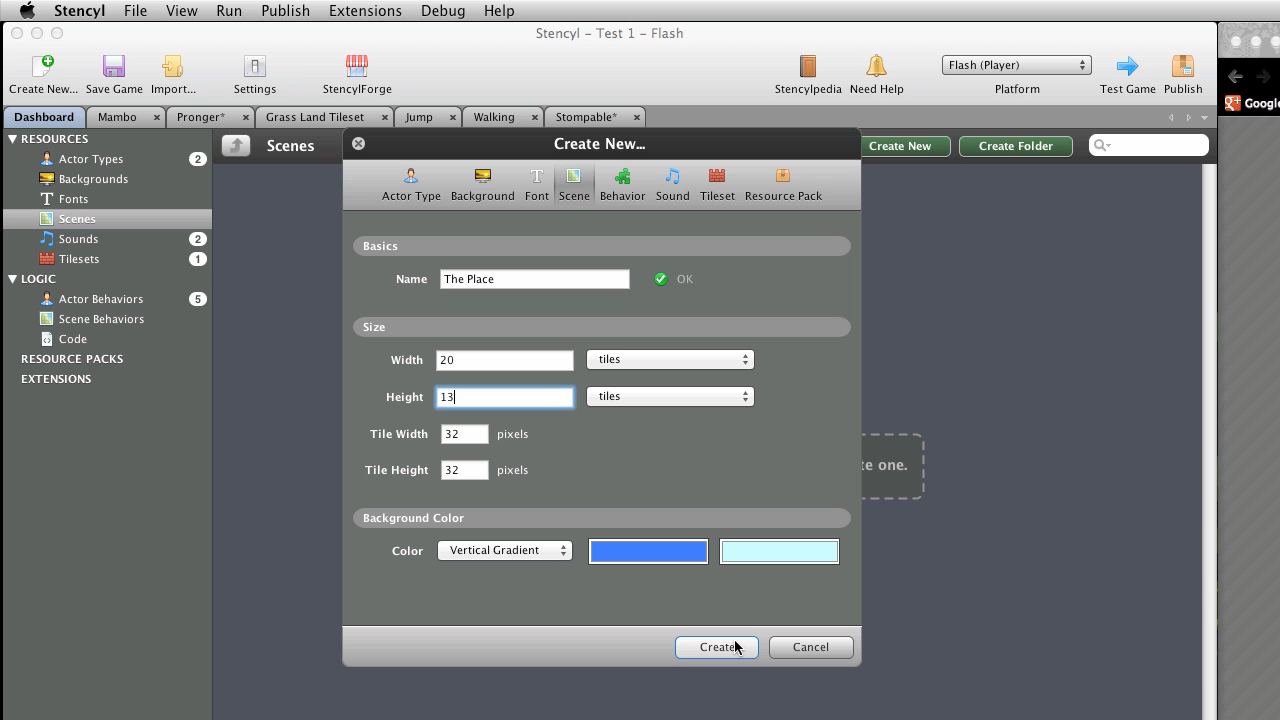 Stencyl File View Run Publish Extensions Debug Help
Stencyl – Test 1 – Flash
Create New... Save Game Import... Settings StencylForge Stencylpedia Need Help Flash (Player) Platform Test Game Publish
Dashboard Mambo Pronger* Grass Land Tileset Jump Walking Stompable*
RESOURCES
Actor Types 2
Backgrounds
Fonts
Scenes
Sounds 2
Tilesets 1
LOGIC
Actor Behaviors 5
Scene Behaviors
Code
RESOURCE PACKS
EXTENSIONS
Scenes
Create New Create Folder
Create New...
Actor Type Background Font Scene Behavior Sound Tileset Resource Pack
Basics
Name The Place OK
Size
Width 20 tiles
Height 13 tiles
Tile Width 32 pixels
Tile Height 32 pixels
Background Color
Color Vertical Gradient
Create Cancel
one.
Google